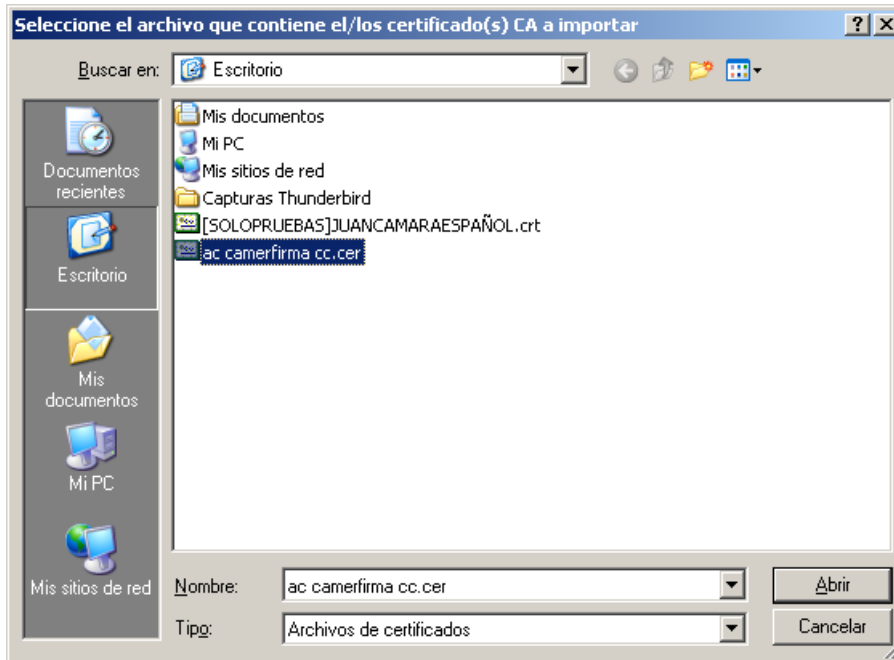 Seleccione el archivo que contiene el/los certificado(s) CA a importar
Buscar en:
Escritorio
Documentos
recientes
Escritorio
Mis
documentos
Mi PC
Mis sitios de red
Mis documentos
Mi PC
Mis sitios de red
Capturas Thunderbird
[SOLOPRUEBAS]JUANCAMARAESPAÑOL.crt
ac camerfirma cc.cer
Nombre:
ac camerfirma cc.cer
Abrir
Tipo:
Archivos de certificados
Cancelar